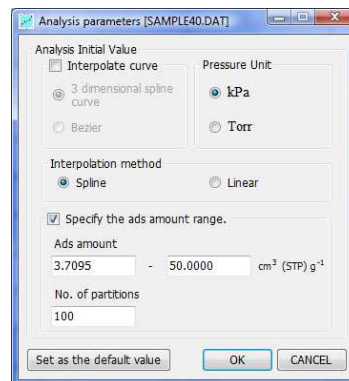 Analysis parameters [SAMPLE40.DAT]
Analysis Initial Value
Interpolate curve
3 dimensional spline
curve
Bezier
Pressure Unit
kPa
Torr
Interpolation method
Spline
Linear
Specify the ads amount range.
Ads amount
3.7095 - 50.0000 cm³ (STP) g⁻¹
No. of partitions
100
Set as the default value
OK
CANCEL